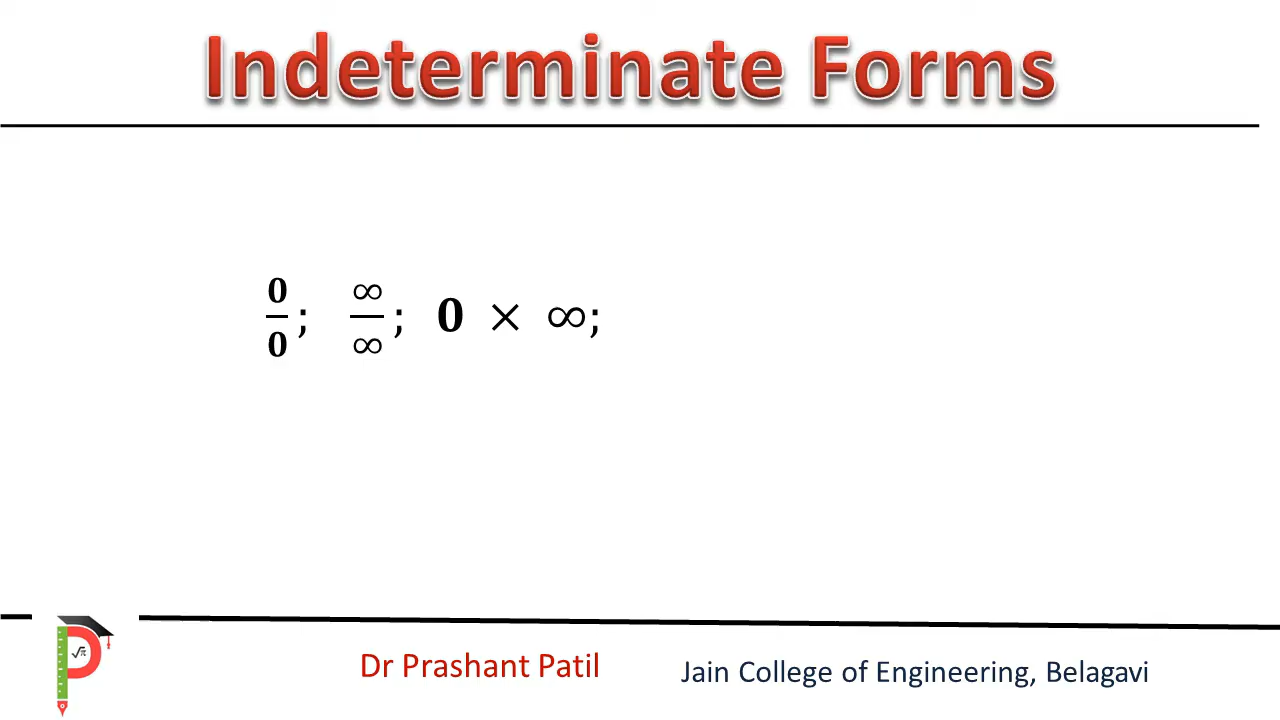 Indeterminate Forms
0/0; ∞/∞; 0 × ∞;
√π
Dr Prashant Patil
Jain College of Engineering, Belagavi